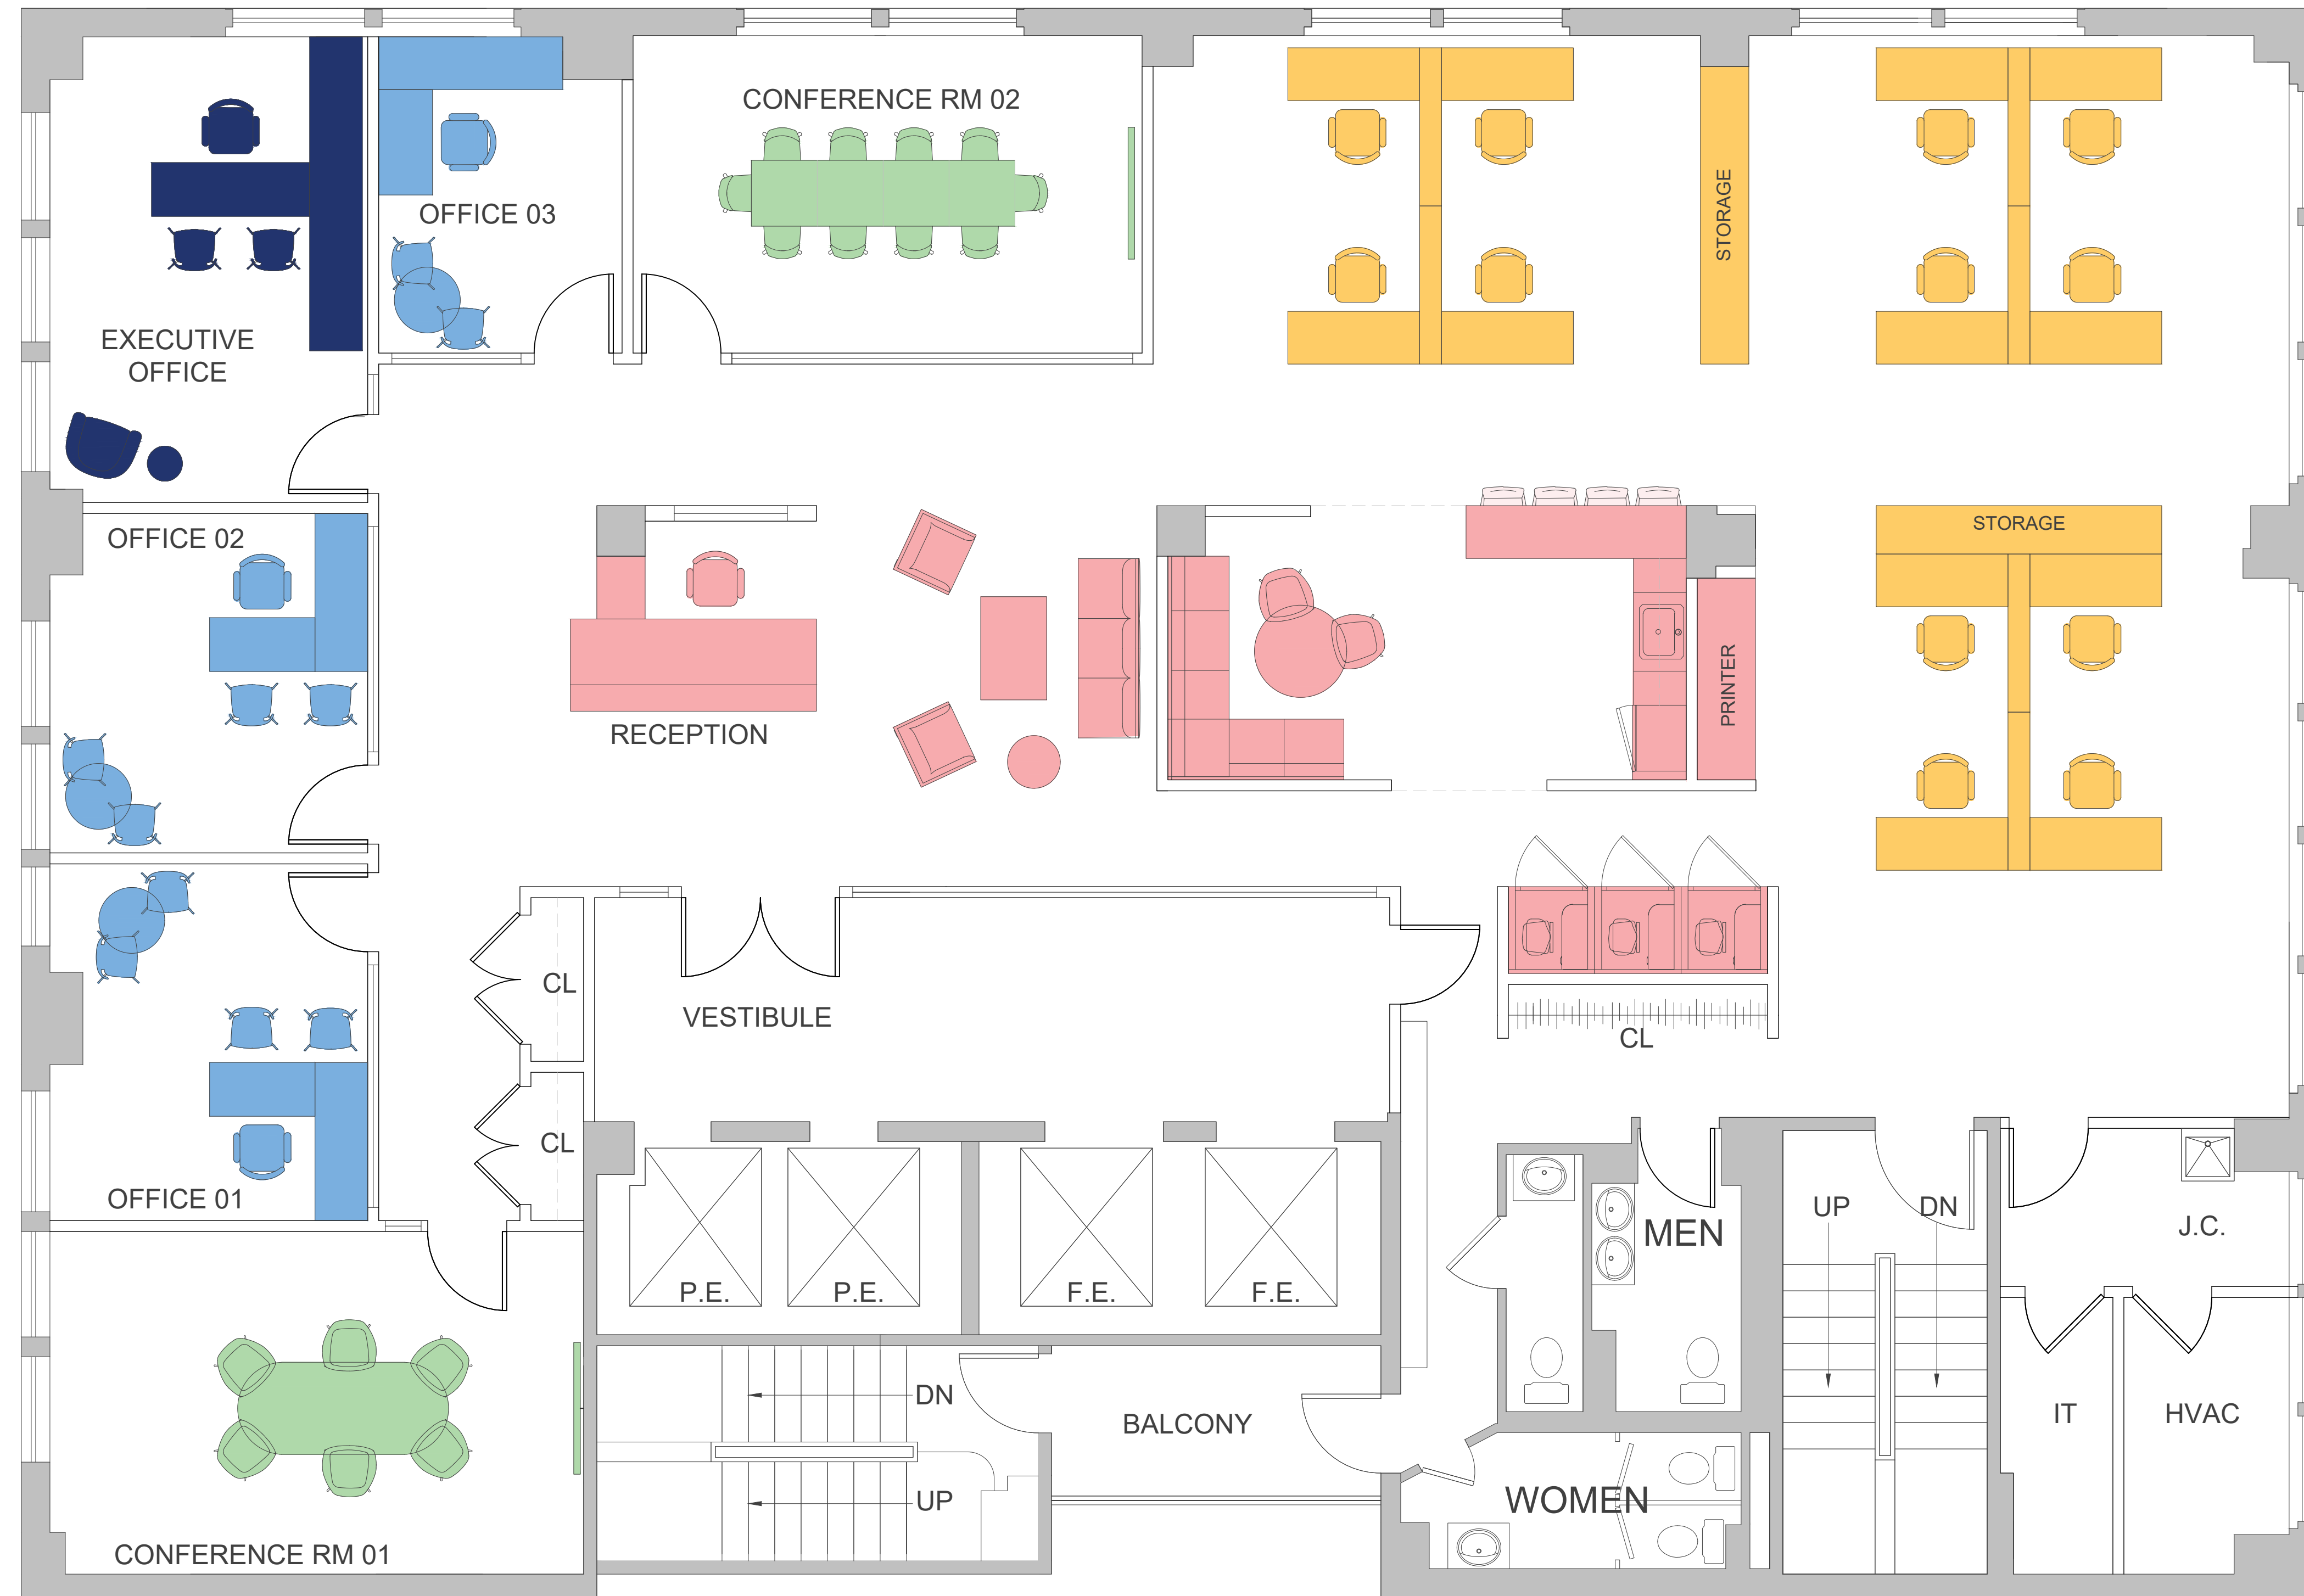 CONFERENCE RM 02
OFFICE 03
STORAGE
EXECUTIVE
OFFICE
OFFICE 02
STORAGE
PRINTER
RECEPTION
CL
VESTIBULE
CL
CL
OFFICE 01
MEN
UP
DN
J.C.
P.E.
P.E.
F.E.
F.E.
DN
BALCONY
IT
HVAC
UP
WOMEN
CONFERENCE RM 01